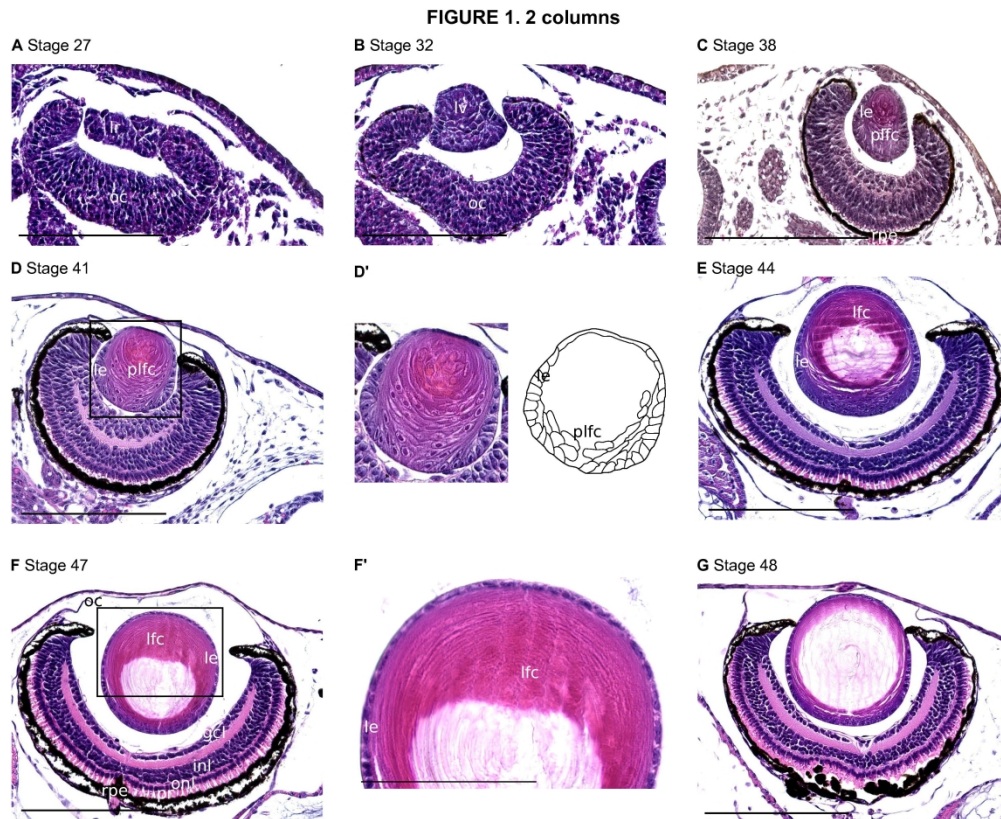 FIGURE 1. 2 columns
A Stage 27
B Stage 32
C Stage 38
lr
oc
lv
oc
le
pffc
rpe
D Stage 41
D'
E Stage 44
le
plfc
le
plfc
lfc
le
F Stage 47
F'
G Stage 48
oc
lfc
le
gcl
inl
onl
pr
rpe
lfc
le